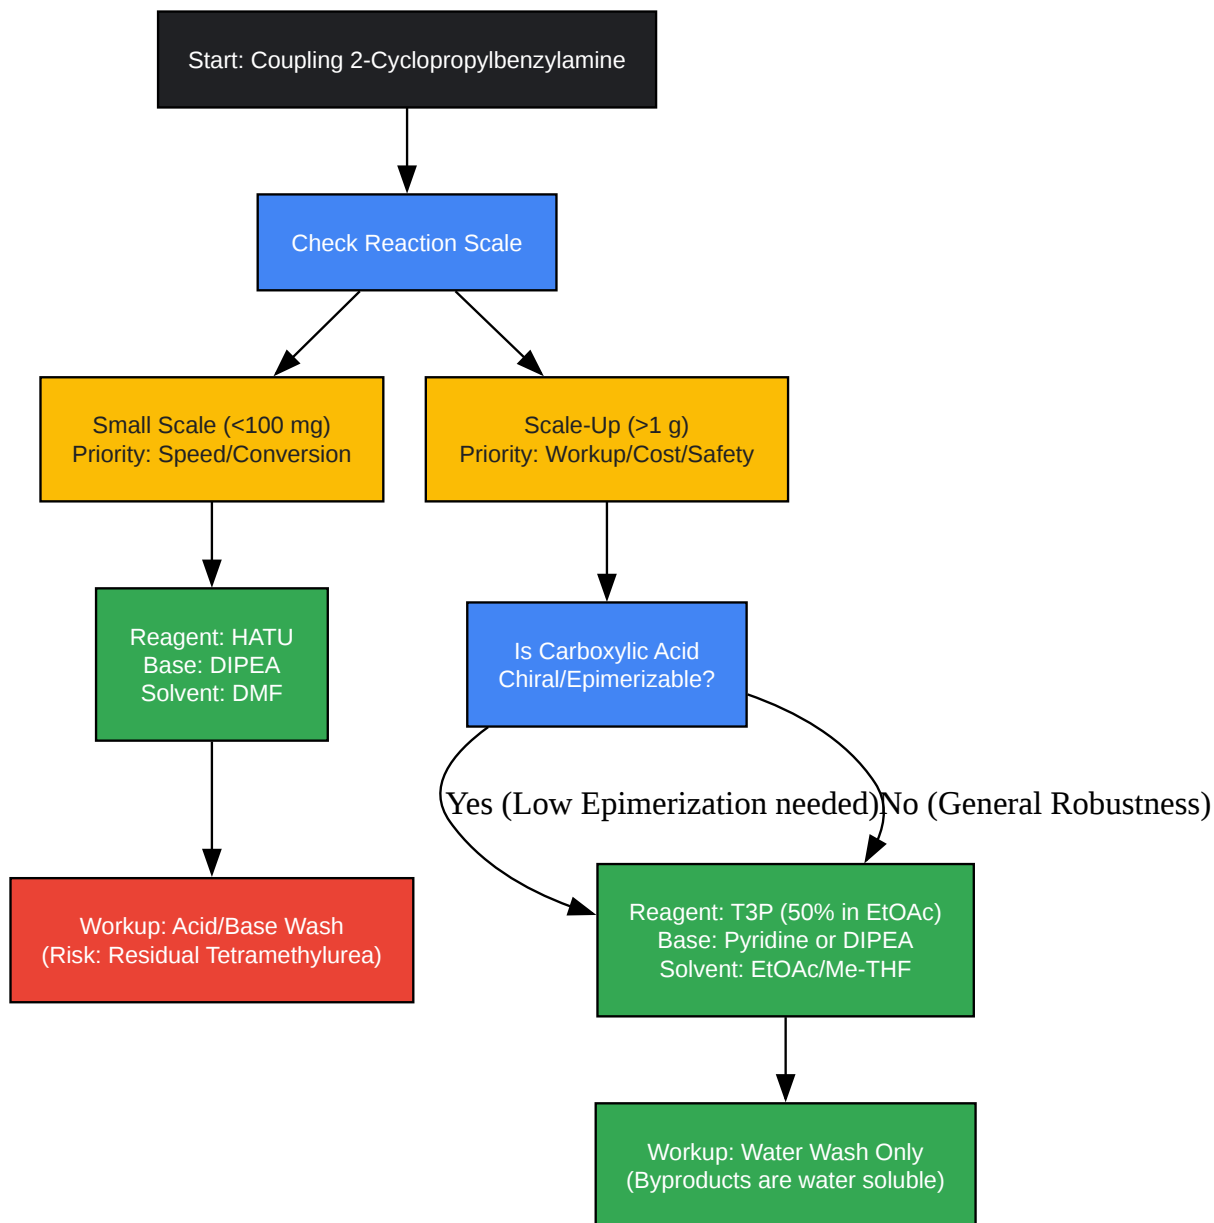 Start: Coupling 2-Cyclopropylbenzylamine
Check Reaction Scale
Small Scale (<100 mg)
Priority: Speed/Conversion
Scale-Up (>1 g)
Priority: Workup/Cost/Safety
Reagent: HATU
Base: DIPEA
Solvent: DMF
Is Carboxylic Acid
Chiral/Epimerizable?
Yes (Low Epimerization needed)
No (General Robustness)
Workup: Acid/Base Wash
(Risk: Residual Tetramethylurea)
Reagent: T3P (50% in EtOAc)
Base: Pyridine or DIPEA
Solvent: EtOAc/Me-THF
Workup: Water Wash Only
(Byproducts are water soluble)